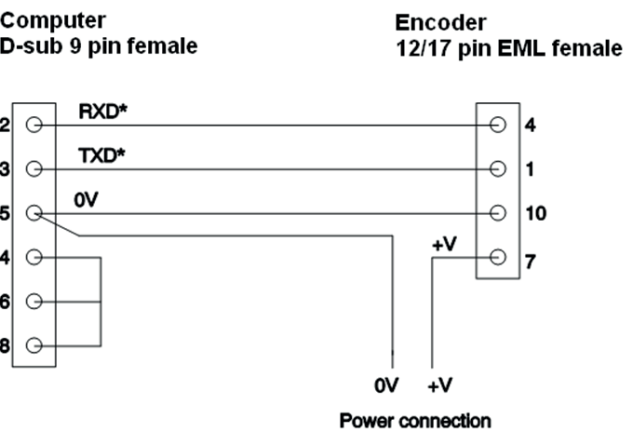 Computer
D-sub 9 pin female
Encoder
12/17 pin EML female
2
RXD*
4
3
TXD*
1
5
0V
10
4
+V
7
6
8
0V
+V
Power connection